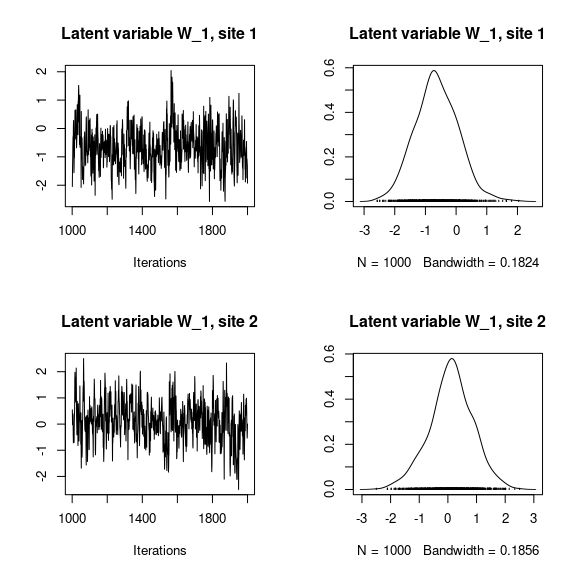 Latent variable W_1, site 1
2
1
0
-1
-2
1000 1400 1800
Iterations
Latent variable W_1, site 1
0.6
0.4
0.2
0.0
-3 -2 -1 0 1 2
N = 1000 Bandwidth = 0.1824
Latent variable W_1, site 2
2
1
0
-1
-2
1000 1400 1800
Iterations
Latent variable W_1, site 2
0.6
0.4
0.2
0.0
-3 -2 -1 0 1 2 3
N = 1000 Bandwidth = 0.1856